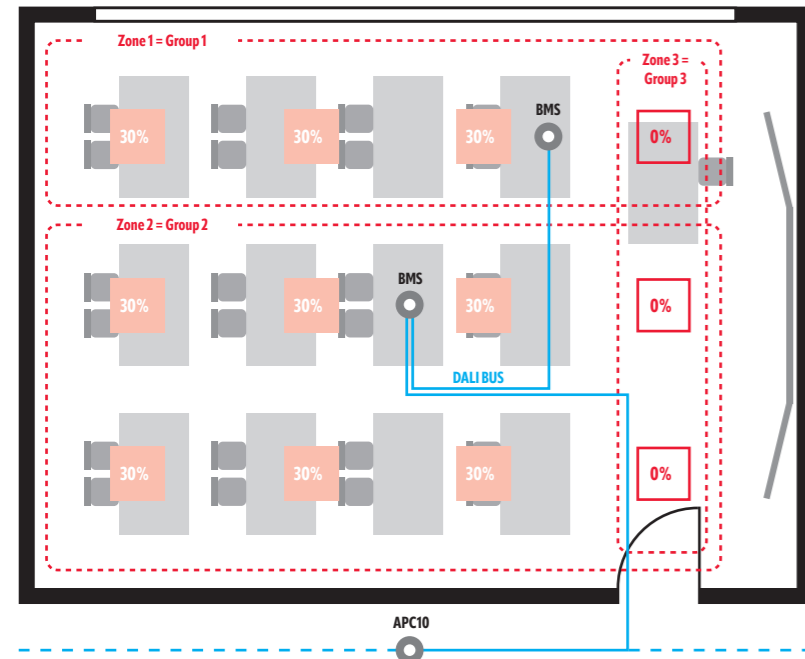 Zone 1 = Group 1
Zone 3 =
Group 3
BMS
30%
30%
30%
0%
Zone 2 = Group 2
BMS
30%
30%
30%
0%
DALI BUS
30%
30%
30%
0%
APC10